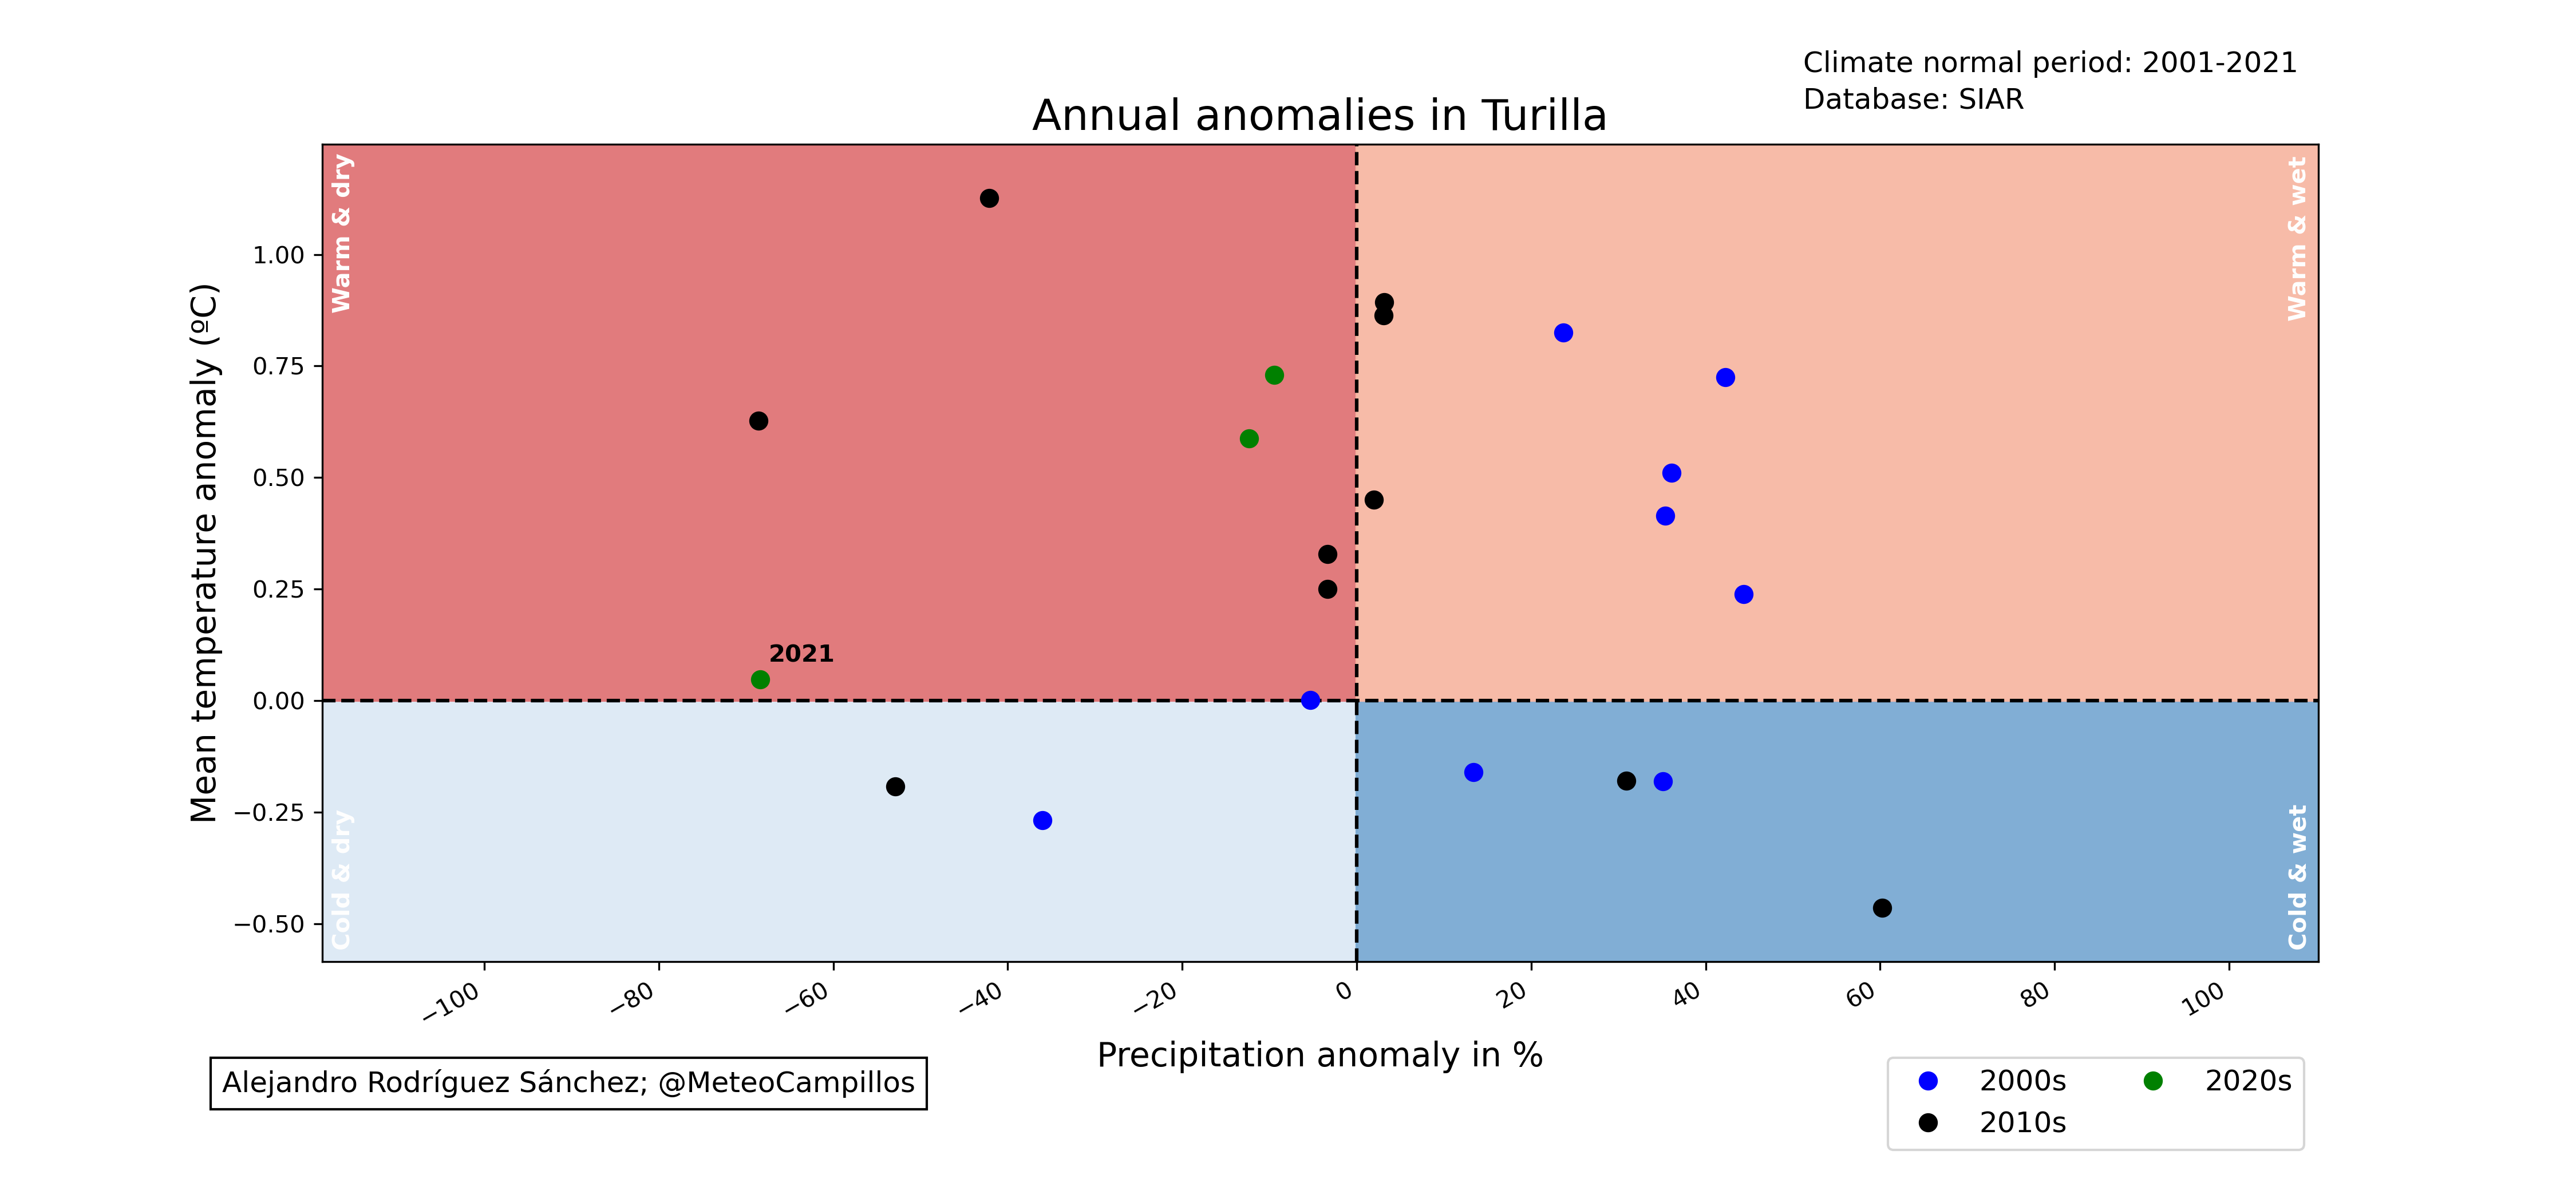 Climate normal period: 2001-2021
Database: SIAR
Annual anomalies in Turilla
Warm & dry
Warm & wet
Mean temperature anomaly (ºC)
1.00
0.75
0.50
0.25
0.00
−0.25
−0.50
2021
Cold & dry
Cold & wet
−100
−80
−60
−40
−20
0
20
40
60
80
100
Precipitation anomaly in %
Alejandro Rodríguez Sánchez; @MeteoCampillos
2000s
2010s
2020s